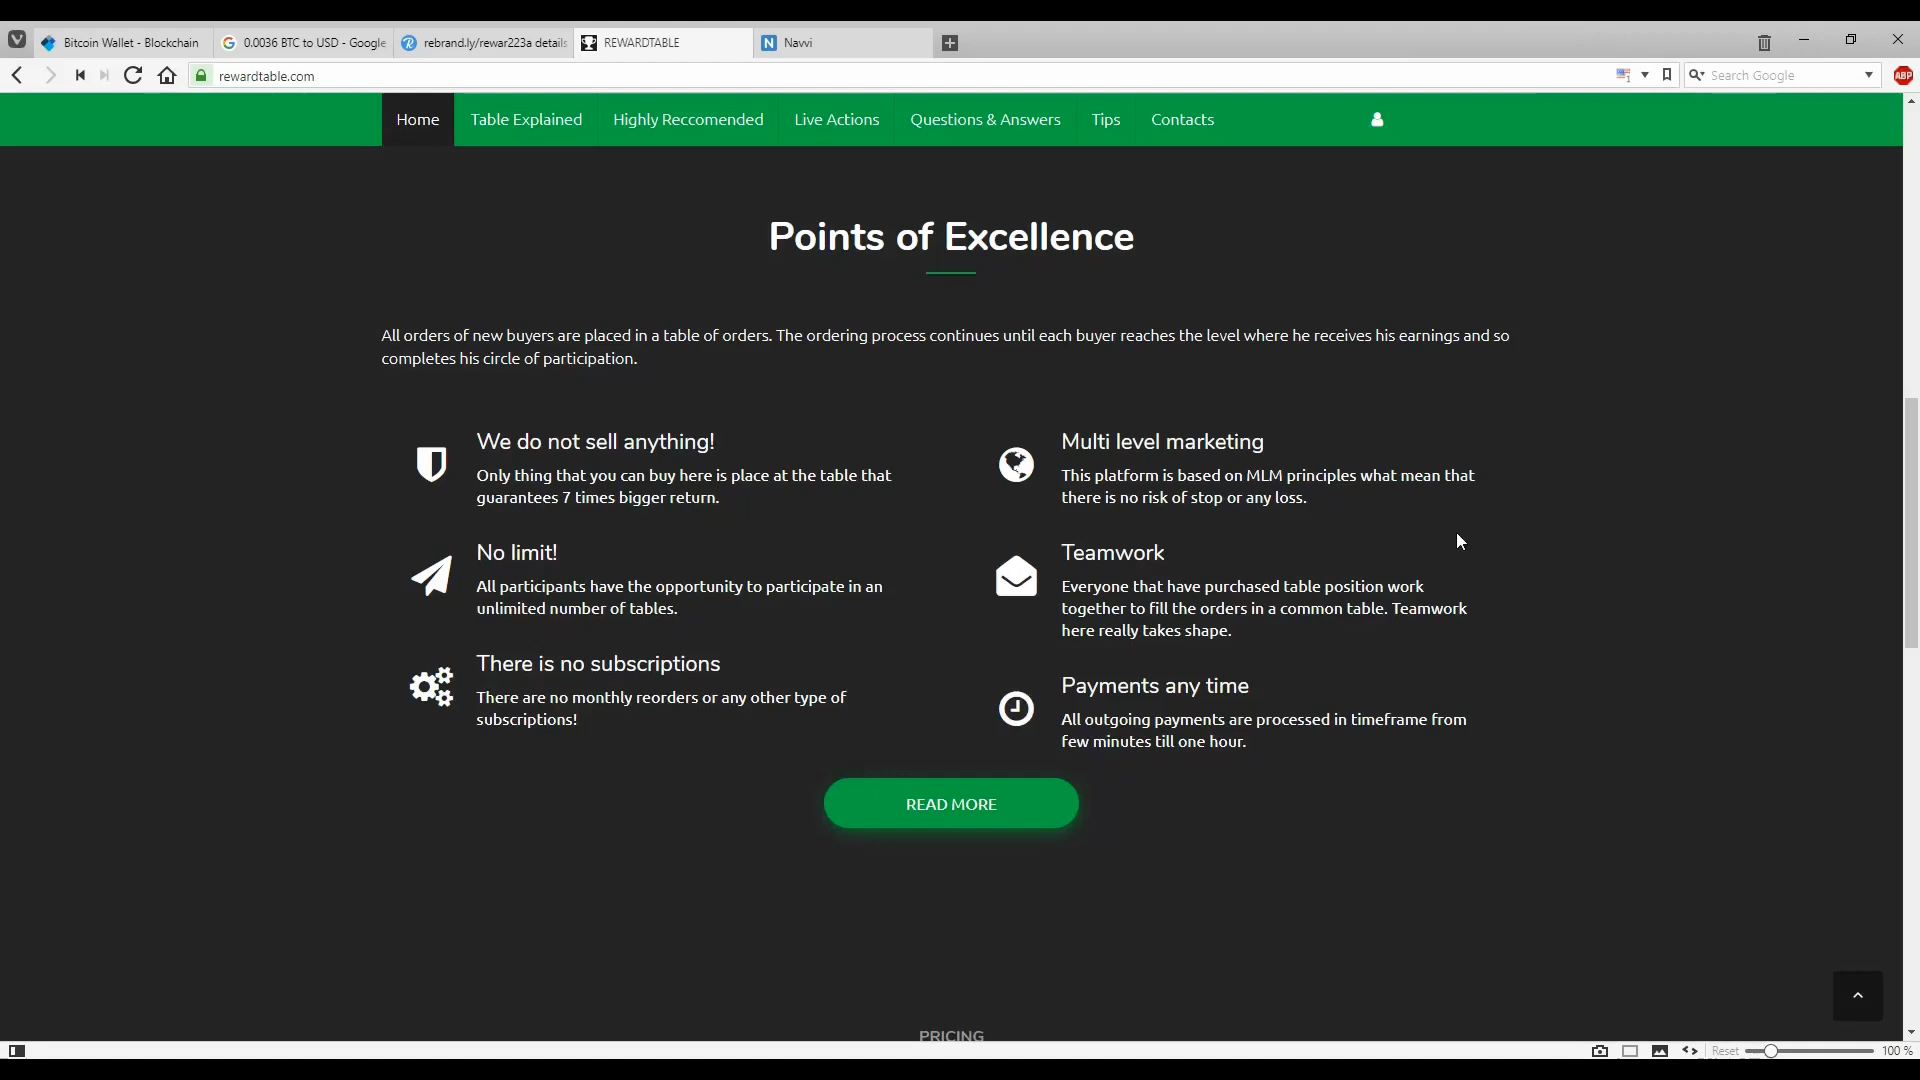 Bitcoin Wallet - Blockchain
0.0036 BTC to USD - Google
rebrand.ly/rewar223a details
REWARDTABLE
Navvi
rewardtable.com
Search Google
ABP
Home
Table Explained
Highly Reccomended
Live Actions
Questions & Answers
Tips
Contacts
Points of Excellence
All orders of new buyers are placed in a table of orders. The ordering process continues until each buyer reaches the level where he receives his earnings and so
completes his circle of participation.
We do not sell anything!
Only thing that you can buy here is place at the table that
guarantees 7 times bigger return.
No limit!
All participants have the opportunity to participate in an
unlimited number of tables.
There is no subscriptions
There are no monthly reorders or any other type of
subscriptions!
Multi level marketing
This platform is based on MLM principles what mean that
there is no risk of stop or any loss.
Teamwork
Everyone that have purchased table position work
together to fill the orders in a common table. Teamwork
here really takes shape.
Payments any time
All outgoing payments are processed in timeframe from
few minutes till one hour.
READ MORE
PRICING
Reset
100 %